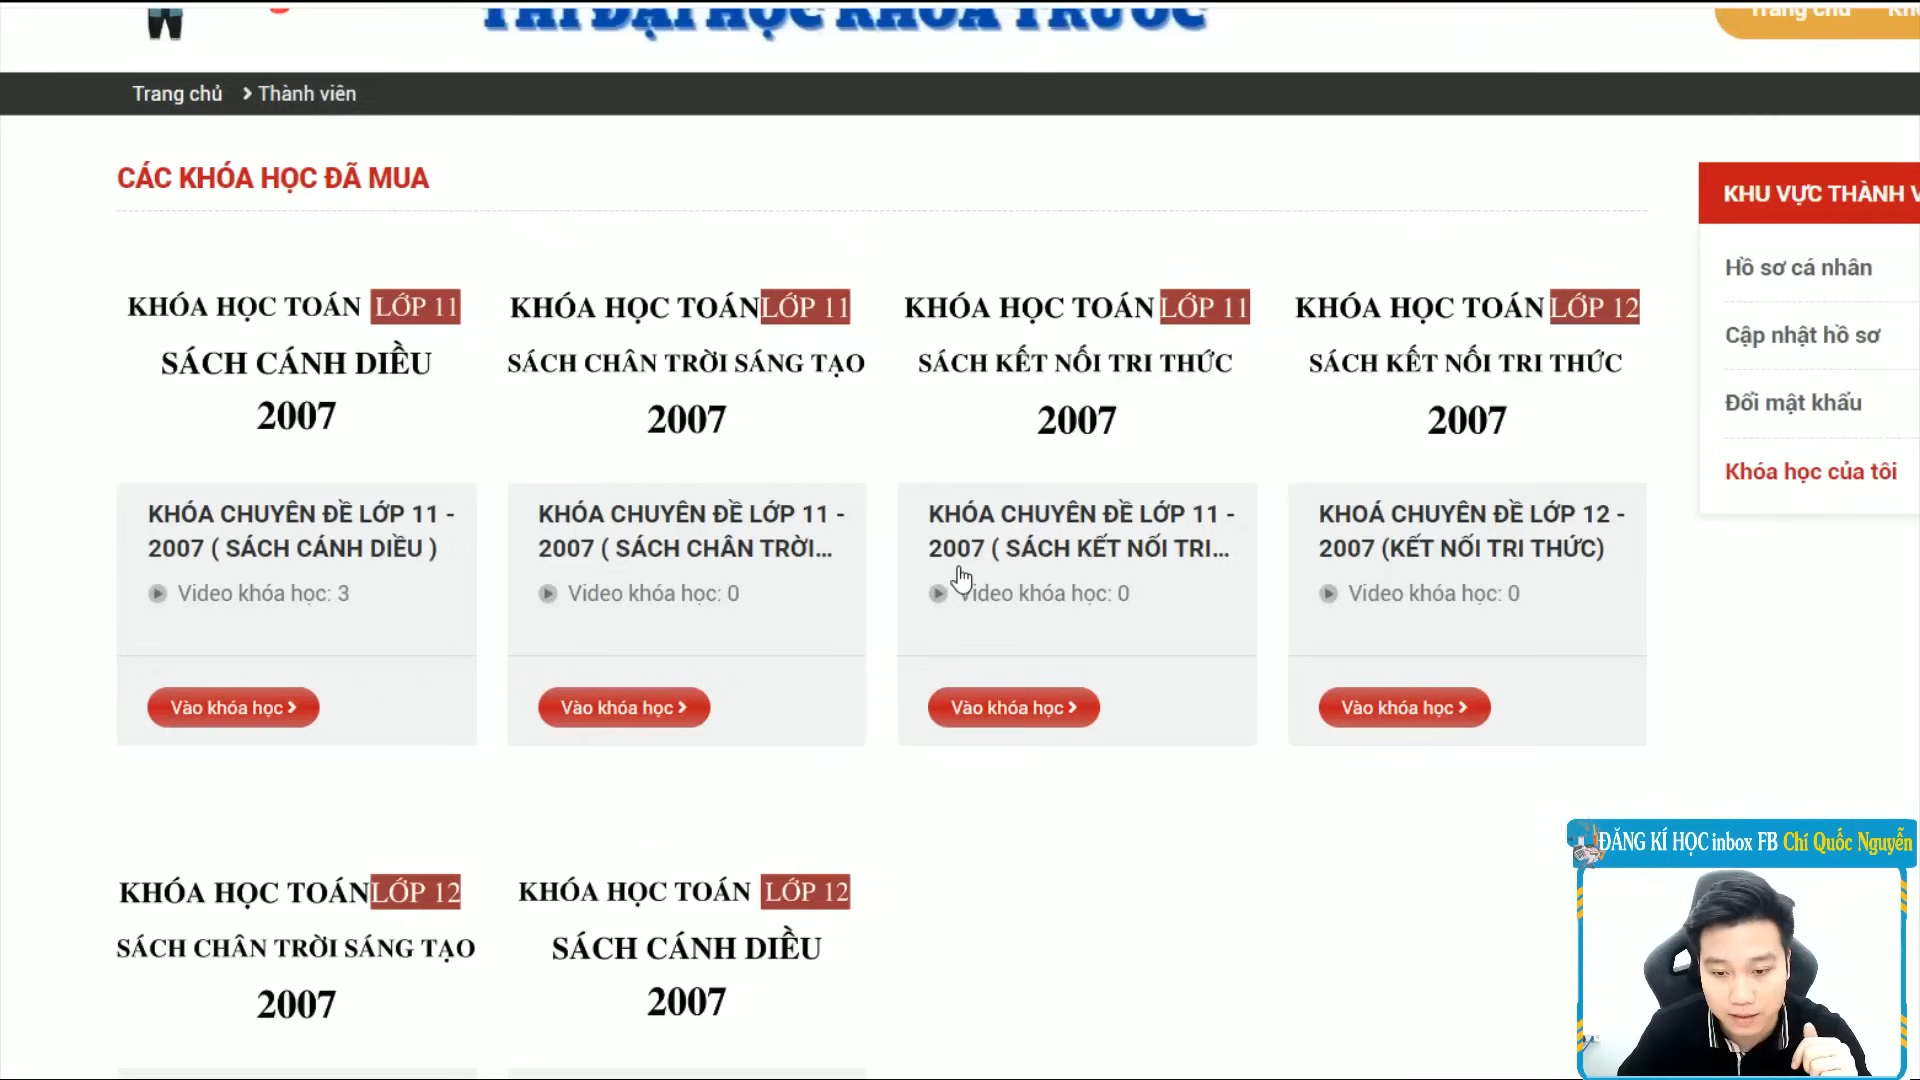 THI ĐẠI HỌC KHÓA TRƯỚC
Trang chủ
Trang chủ > Thành viên
CÁC KHÓA HỌC ĐÃ MUA
KHU VỰC THÀNH V
Hồ sơ cá nhân
Cập nhật hồ sơ
Đổi mật khẩu
Khóa học của tôi
KHÓA HỌC TOÁN LỚP 11
SÁCH CÁNH DIỀU
2007
KHÓA CHUYÊN ĐỀ LỚP 11 -
2007 ( SÁCH CÁNH DIỀU )
Video khóa học: 3
Vào khóa học >
KHÓA HỌC TOÁN LỚP 11
SÁCH CHÂN TRỜI SÁNG TẠO
2007
KHÓA CHUYÊN ĐỀ LỚP 11 -
2007 ( SÁCH CHÂN TRỜI...
Video khóa học: 0
Vào khóa học >
KHÓA HỌC TOÁN LỚP 11
SÁCH KẾT NỐI TRI THỨC
2007
KHÓA CHUYÊN ĐỀ LỚP 11 -
2007 ( SÁCH KẾT NỐI TRI...
Video khóa học: 0
Vào khóa học >
KHÓA HỌC TOÁN LỚP 12
SÁCH KẾT NỐI TRI THỨC
2007
KHOÁ CHUYÊN ĐỀ LỚP 12 -
2007 (KẾT NỐI TRI THỨC)
Video khóa học: 0
Vào khóa học >
KHÓA HỌC TOÁN LỚP 12
SÁCH CHÂN TRỜI SÁNG TẠO
2007
KHÓA HỌC TOÁN LỚP 12
SÁCH CÁNH DIỀU
2007
ĐĂNG KÍ HỌC inbox FB Chí Quốc Nguyễn